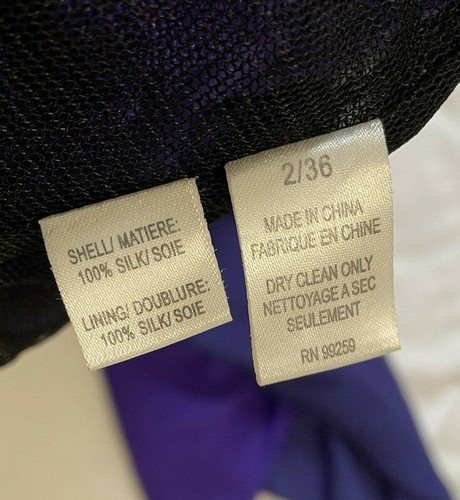 SHELL/ MATIERE:
100% SILK/ SOIE
LINING/ DOUBLURE:
100% SILK/ SOIE
2/36
MADE IN CHINA
FABRIQUE EN CHINE
DRY CLEAN ONLY
NETTOYAGE A SEC
SEULEMENT
RN 99259